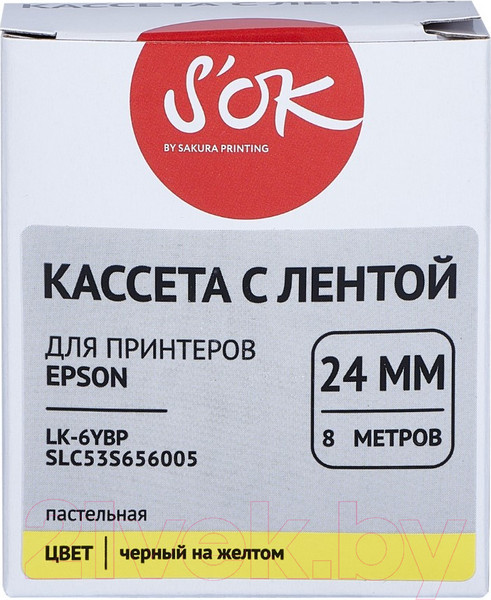 S'OK
BY SAKURA PRINTING
КАССЕТА С ЛЕНТОЙ
ДЛЯ ПРИНТЕРОВ
EPSON
24 ММ
8 МЕТРОВ
LK-6YBP
SLC53S656005
пастельная
ЦВЕТ | черный на желтом
21vek.by